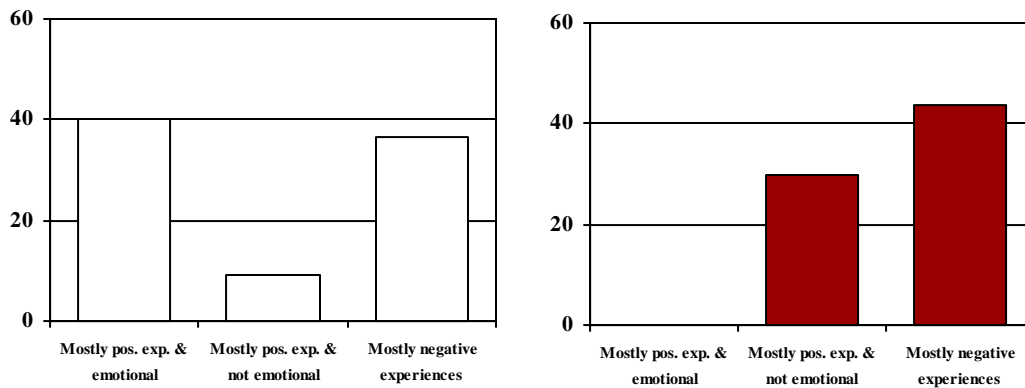 60
40
20
0
Mostly pos. exp. &
emotional
Mostly pos. exp. &
not emotional
Mostly negative
experiences
60
40
20
0
Mostly pos. exp. &
emotional
Mostly pos. exp. &
not emotional
Mostly negative
experiences